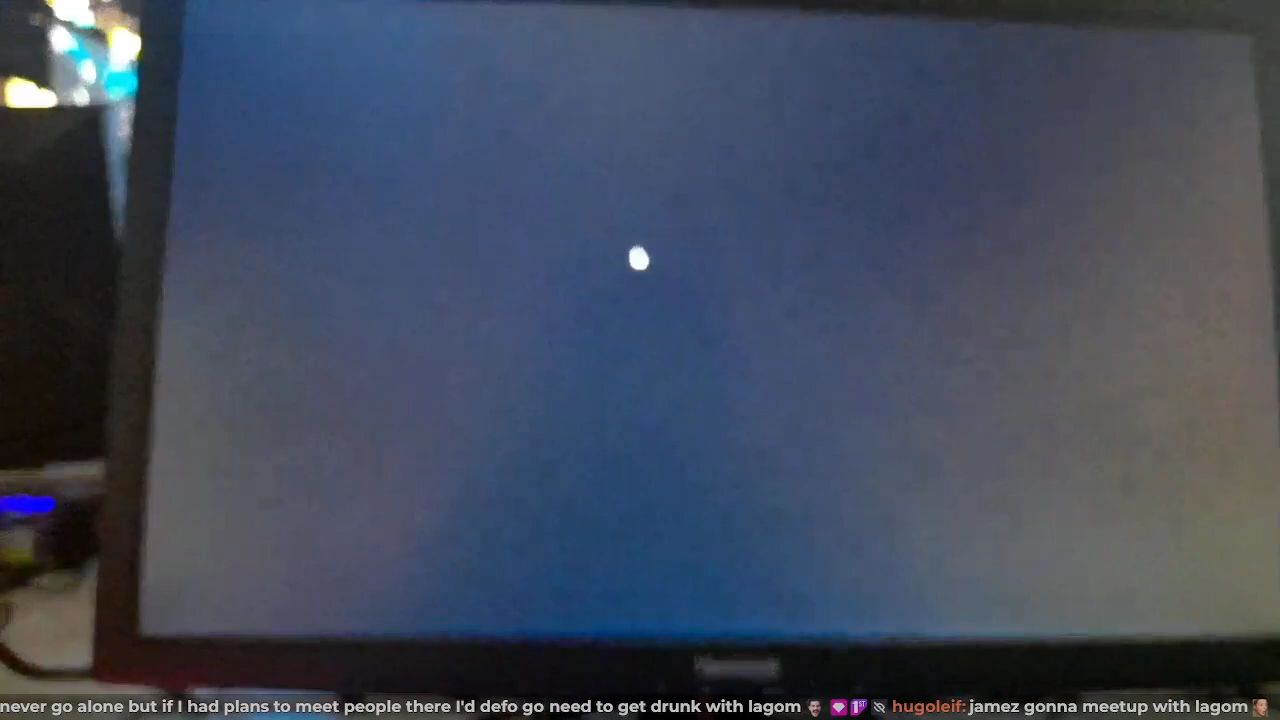 never go alone but if I had plans to meet people there I'd defo go need to get drunk with lagom 1ST hugoleif: jamez gonna meetup with lagom